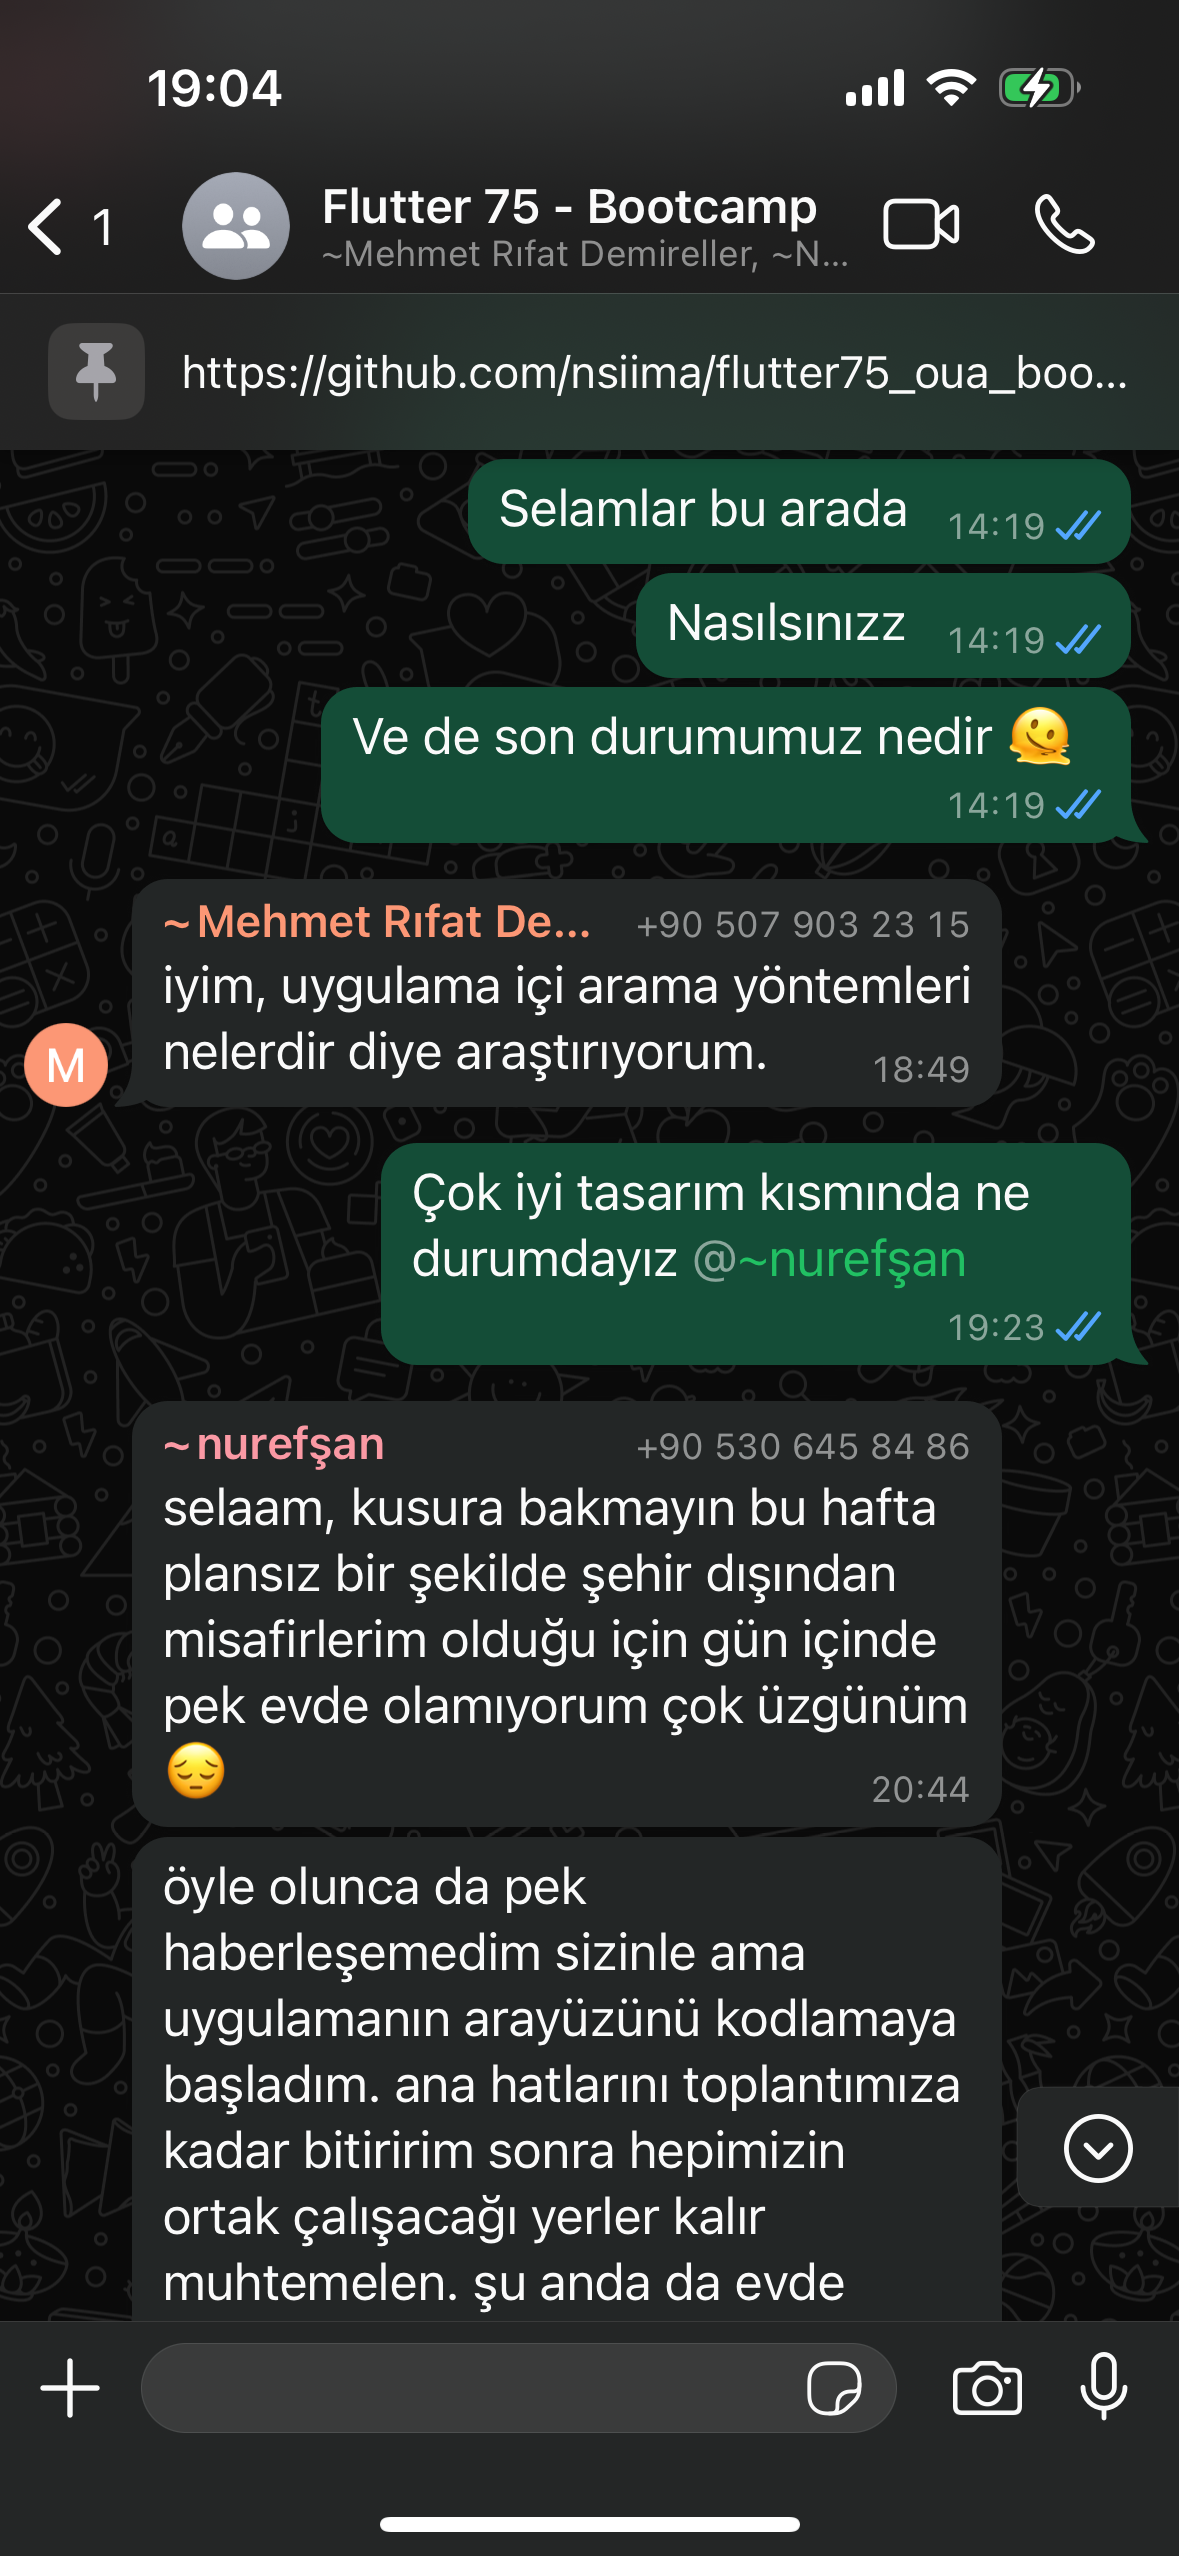 19:04
1
Flutter 75 - Bootcamp
~Mehmet Rıfat Demireller, ~N...
https://github.com/nsiima/flutter75_oua_boo...
Selamlar bu arada
14:19
Nasılsınızz
14:19
Ve de son durumumuz nedir 🫠
14:19
~Mehmet Rıfat De... +90 507 903 23 15
iyim, uygulama içi arama yöntemleri
nelerdir diye araştırıyorum.
18:49
M
Çok iyi tasarım kısmında ne
durumdayız @~nurefşan
19:23
~nurefşan +90 530 645 84 86
selaam, kusura bakmayın bu hafta
plansız bir şekilde şehir dışından
misafirlerim olduğu için gün içinde
pek evde olamıyorum çok üzgünüm
😔
20:44
öyle olunca da pek
haberleşemedim sizinle ama
uygulamanın arayüzünü kodlamaya
başladım. ana hatlarını toplantımıza
kadar bitiririm sonra hepimizin
ortak çalışacağı yerler kalır
muhtemelen. şu anda da evde